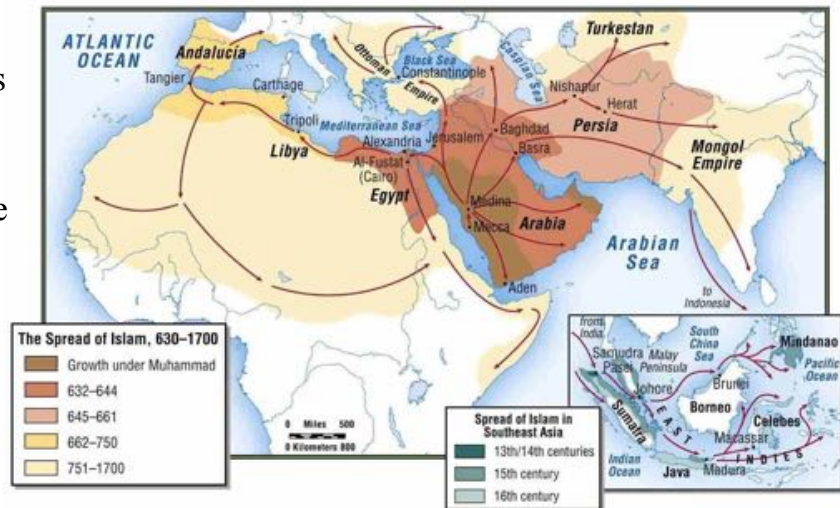 s
e
ATLANTIC
OCEAN
Andalucia
Tangier
Carthage
Tripoli
Libya
Mediterranean Sea
Alexandria
Al-Fustat
(Cairo)
Egypt
Ottoman
Empire
Black Sea
Constantinople
Jerusalem
Caspian Sea
Turkestan
Nishapur
Herat
Persia
Baghdad
Basra
Mongol
Empire
Medina
Mecca
Arabia
Aden
Arabian
Sea
to
Indonesia
The Spread of Islam, 630–1700
Growth under Muhammad
632–644
645–661
662–750
751–1700
0 Miles 500
0 Kilometers 800
Spread of Islam in
Southeast Asia
13th/14th centuries
15th century
16th century
from
India
Samudra
Pasei
Malay
Peninsula
South
China
Sea
Mindanao
Pacific
Ocean
Johore
Brunei
Sumatra
Borneo
Celebes
EAST
INDIES
Macassar
Indian
Ocean
Java
Madura